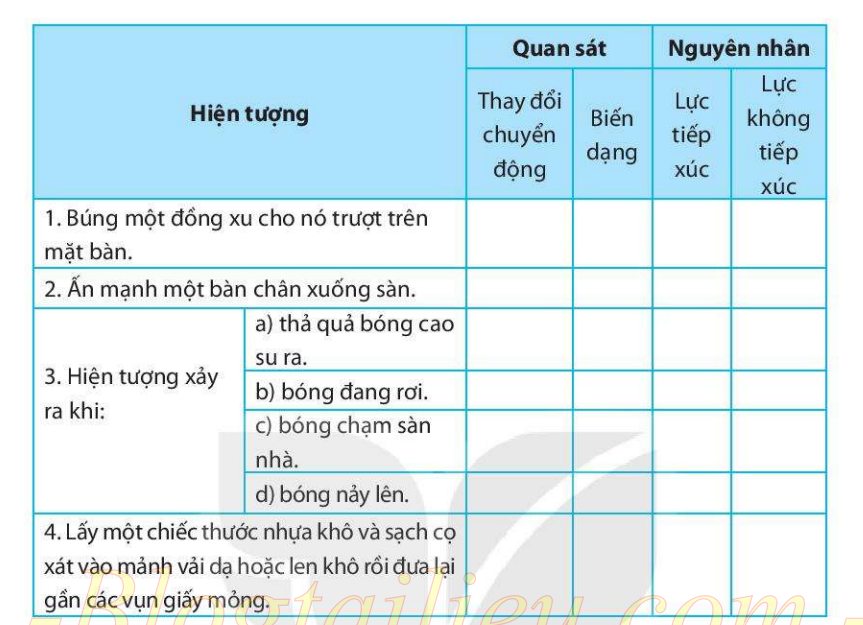 Hiện tượng
Quan sát
Nguyên nhân
Thay đổi
chuyển
động
Biến
dạng
Lực
tiếp
xúc
Lực
không
tiếp
xúc
1. Búng một đồng xu cho nó trượt trên
mặt bàn.
2. Ấn mạnh một bàn chân xuống sàn.
3. Hiện tượng xảy
ra khi:
a) thả quả bóng cao
su ra.
b) bóng đang rơi.
c) bóng chạm sàn
nhà.
d) bóng nảy lên.
4. Lấy một chiếc thước nhựa khô và sạch cọ
xát vào mảnh vải dạ hoặc len khô rồi đưa lại
gần các vụn giấy mỏng.
- Blogtailieu.com -